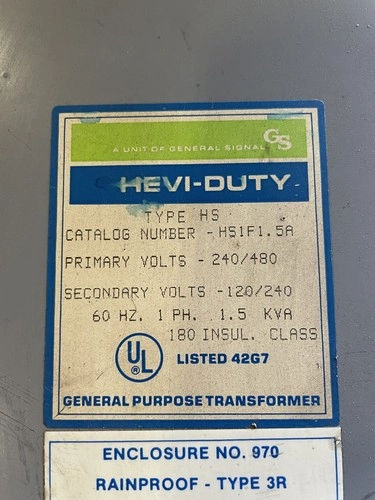 GS
A UNIT OF GENERAL SIGNAL
HEVI-DUTY
TYPE HS
CATALOG NUMBER - HS1F1.5A
PRIMARY VOLTS - 240/480
SECONDARY VOLTS -120/240
60 HZ. 1 PH. 1.5 KVA
180 INSUL. CLASS
UL ® LISTED 42G7
GENERAL PURPOSE TRANSFORMER
ENCLOSURE NO. 970
RAINPROOF - TYPE 3R